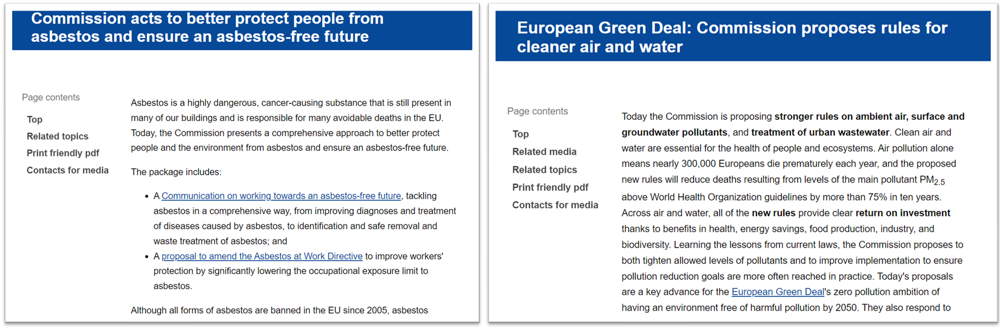 Commission acts to better protect people from
asbestos and ensure an asbestos-free future
Page contents
Top
Related topics
Print friendly pdf
Contacts for media
Asbestos is a highly dangerous, cancer-causing substance that is still present in
many of our buildings and is responsible for many avoidable deaths in the EU.
Today, the Commission presents a comprehensive approach to better protect
people and the environment from asbestos and ensure an asbestos-free future.
The package includes:
• A Communication on working towards an asbestos-free future, tackling
asbestos in a comprehensive way, from improving diagnoses and treatment
of diseases caused by asbestos, to identification and safe removal and
waste treatment of asbestos; and
• A proposal to amend the Asbestos at Work Directive to improve workers'
protection by significantly lowering the occupational exposure limit to
asbestos.
Although all forms of asbestos are banned in the EU since 2005, asbestos
European Green Deal: Commission proposes rules for
cleaner air and water
Page contents
Top
Related media
Related topics
Print friendly pdf
Contacts for media
Today the Commission is proposing stronger rules on ambient air, surface and
groundwater pollutants, and treatment of urban wastewater. Clean air and
water are essential for the health of people and ecosystems. Air pollution alone
means nearly 300,000 Europeans die prematurely each year, and the proposed
new rules will reduce deaths resulting from levels of the main pollutant PM2.5
above World Health Organization guidelines by more than 75% in ten years.
Across air and water, all of the new rules provide clear return on investment
thanks to benefits in health, energy savings, food production, industry, and
biodiversity. Learning the lessons from current laws, the Commission proposes to
both tighten allowed levels of pollutants and to improve implementation to ensure
pollution reduction goals are more often reached in practice. Today's proposals
are a key advance for the European Green Deal's zero pollution ambition of
having an environment free of harmful pollution by 2050. They also respond to